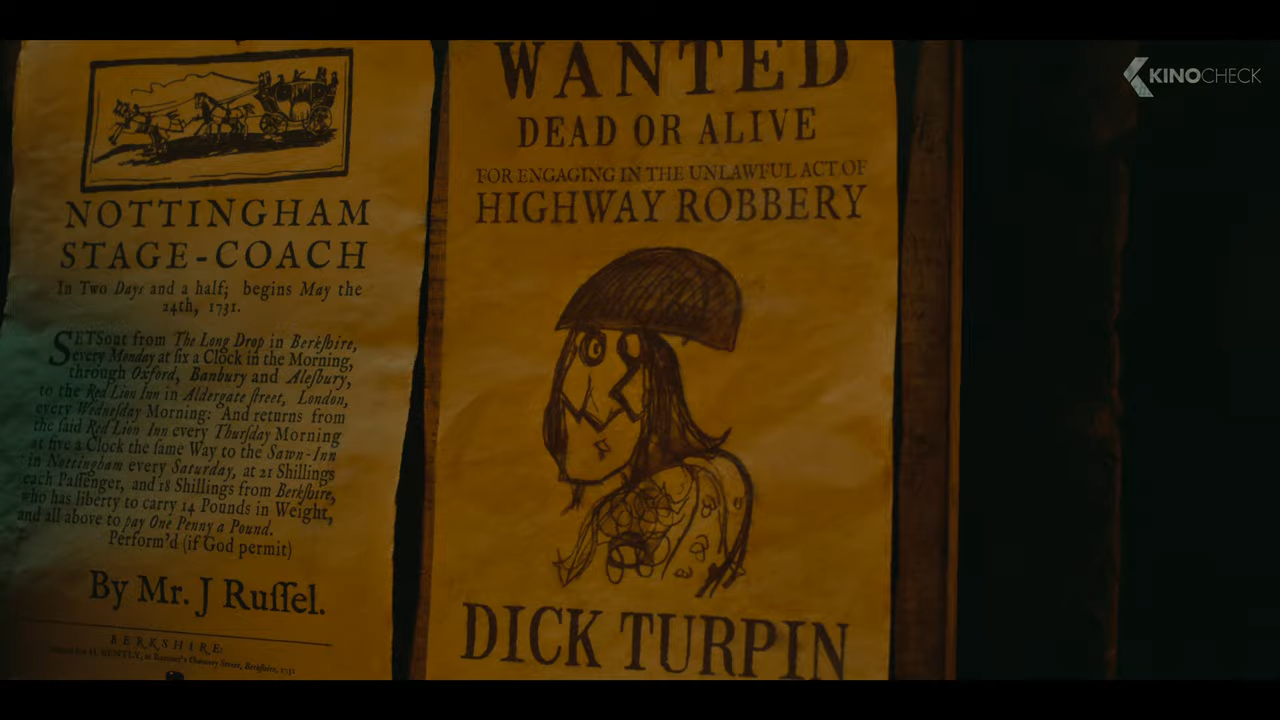 NOTTINGHAM
STAGE-COACH
In Two Days and a half; begins May the
24th, 1731.
SETSout from The Long Drop in Berkſhire,
every Monday at ſix a Clock in the Morning,
through Oxford, Banbury and Aleſbury,
to the Red Lion Inn in Aldergate ſtreet, London,
every Wedneſday Morning: And returns from
the ſaid Red Lion Inn every Thurſday Morning
at five a Clock the ſame Way to the Sawn-Inn
in Nottingham every Saturday, at 21 Shillings
each Paſſenger, and 18 Shillings from Berkſhire,
who has liberty to carry 14 Pounds in Weight,
and all above to pay One Penny a Pound.
Perform'd (if God permit)
By Mr. J Ruſſel.
BERKSHIRE:
WANTED
DEAD OR ALIVE
FOR ENGAGING IN THE UNLAWFUL ACT OF
HIGHWAY ROBBERY
DICK TURPIN
KINOCHECK